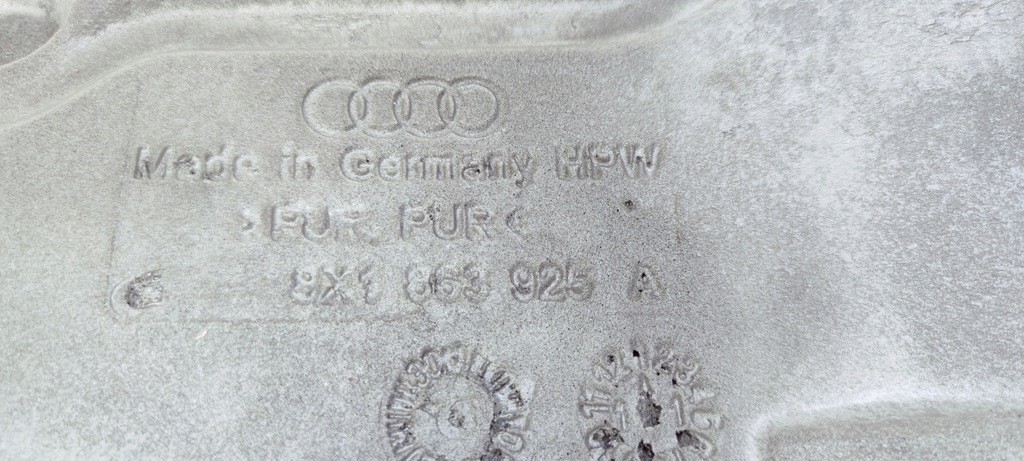 Made in Germany HPW
>PUR PUR<
8X1 863 925 A